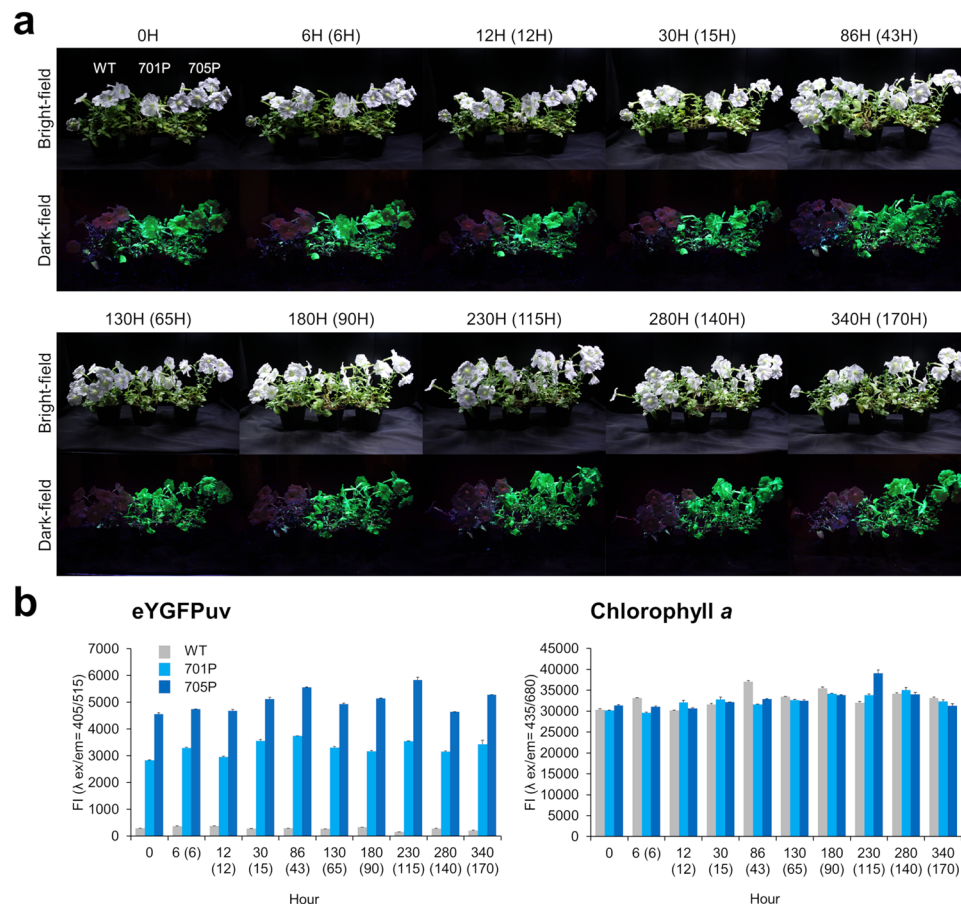 a
0H
6H (6H)
12H (12H)
30H (15H)
86H (43H)
WT 701P 705P
Bright-field
Dark-field
130H (65H)
180H (90H)
230H (115H)
280H (140H)
340H (170H)
Bright-field
Dark-field
b
eYGFPuv
FI (λ ex/em= 405/515)
7000
6000
5000
4000
3000
2000
1000
0
WT
701P
705P
0 6 (6) 12 30 86 130 180 230 280 340
(12) (15) (43) (65) (90) (115) (140) (170)
Hour
Chlorophyll a
FI (λ ex/em= 435/680)
45000
40000
35000
30000
25000
20000
15000
10000
5000
0
0 6 (6) 12 30 86 130 180 230 280 340
(12) (15) (43) (65) (90) (115) (140) (170)
Hour